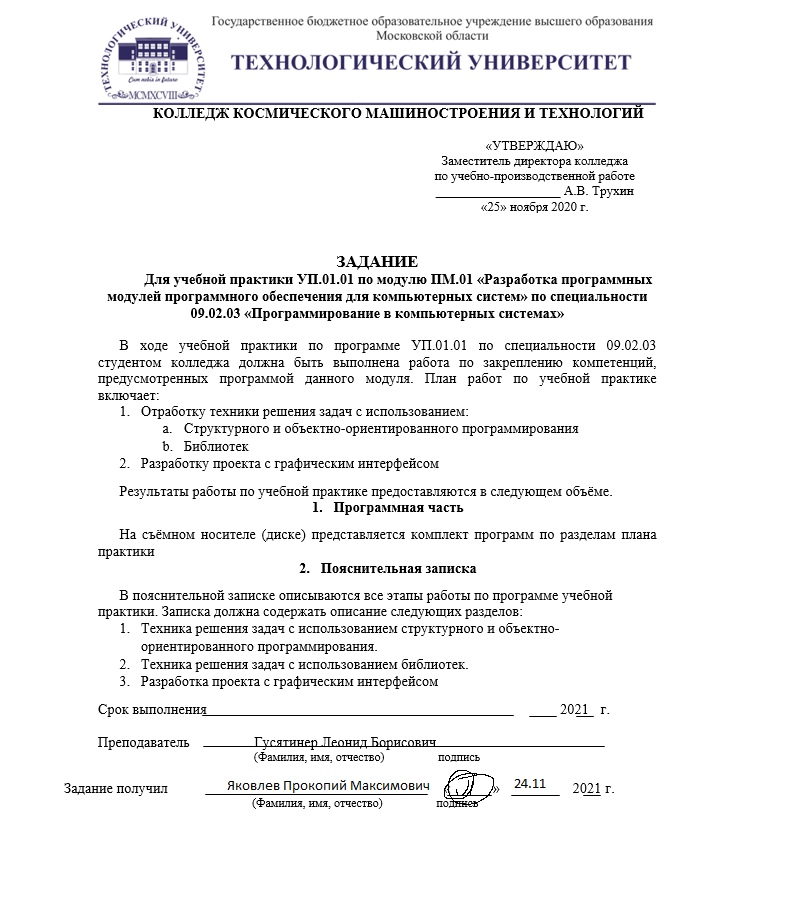 Государственное бюджетное образовательное учреждение высшего образования
Московской области
ТЕХНОЛОГИЧЕСКИЙ УНИВЕРСИТЕТ
ТЕХНОЛОГИЧЕСКИЙ УНИВЕРСИТЕТ
MCMXCVIII
КОЛЛЕДЖ КОСМИЧЕСКОГО МАШИНОСТРОЕНИЯ И ТЕХНОЛОГИЙ
«УТВЕРЖДАЮ»
Заместитель директора колледжа
по учебно-производственной работе
____________________ А.В. Трухин
«25» ноября 2020 г.
ЗАДАНИЕ
Для учебной практики УП.01.01 по модулю ПМ.01 «Разработка программных
модулей программного обеспечения для компьютерных систем» по специальности
09.02.03 «Программирование в компьютерных системах»
В ходе учебной практики по программе УП.01.01 по специальности 09.02.03
студентом колледжа должна быть выполнена работа по закреплению компетенций,
предусмотренных программой данного модуля. План работ по учебной практике
включает:
1. Отработку техники решения задач с использованием:
a. Структурного и объектно-ориентированного программирования
b. Библиотек
2. Разработку проекта с графическим интерфейсом
Результаты работы по учебной практике предоставляются в следующем объёме.
1. Программная часть
На съёмном носителе (диске) представляется комплект программ по разделам плана
практики
2. Пояснительная записка
В пояснительной записке описываются все этапы работы по программе учебной
практики. Записка должна содержать описание следующих разделов:
1. Техника решения задач с использованием структурного и объектно-
ориентированного программирования.
2. Техника решения задач с использованием библиотек.
3. Разработка проекта с графическим интерфейсом
Срок выполнения ____ 2021 г.
Преподаватель Гусятинер Леонид Борисович
(Фамилия, имя, отчество) подпись
Задание получил Яковлев Прокопий Максимович » 24.11 2021 г.
(Фамилия, имя, отчество) подпись